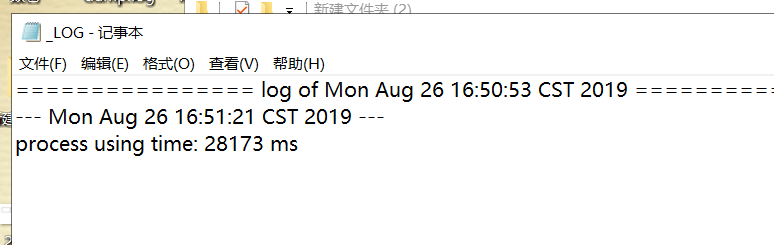 新建文件夹 (2)
_LOG - 记事本
文件(F) 编辑(E) 格式(O) 查看(V) 帮助(H)
================ log of Mon Aug 26 16:50:53 CST 2019 ===========
--- Mon Aug 26 16:51:21 CST 2019 ---
process using time: 28173 ms